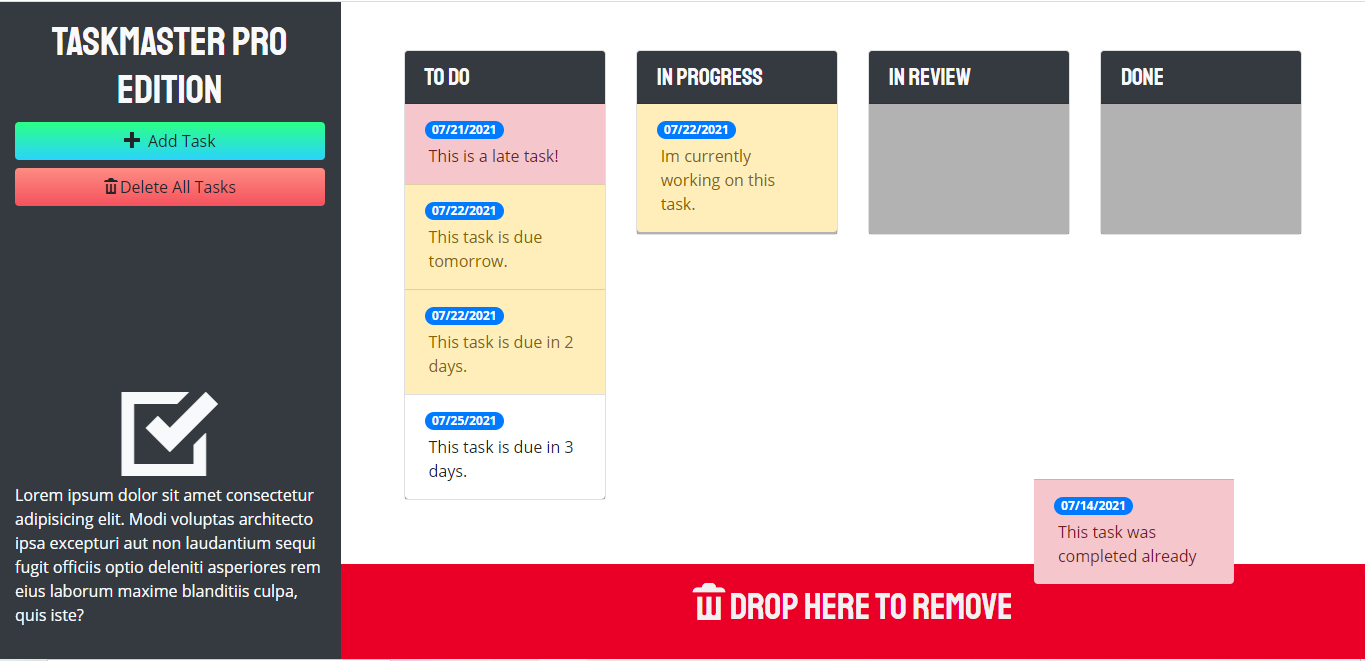 TASKMASTER PRO
EDITION
Add Task
Delete All Tasks
Lorem ipsum dolor sit amet consectetur
adipisicing elit. Modi voluptas architecto
ipsa excepturi aut non laudantium sequi
fugit officiis optio deleniti asperiores rem
eius laborum maxime blanditiis culpa,
quis iste?
TO DO
07/21/2021
This is a late task!
07/22/2021
This task is due
tomorrow.
07/22/2021
This task is due in 2
days.
07/25/2021
This task is due in 3
days.
IN PROGRESS
07/22/2021
Im currently
working on this
task.
IN REVIEW
DONE
07/14/2021
This task was
completed already
DROP HERE TO REMOVE